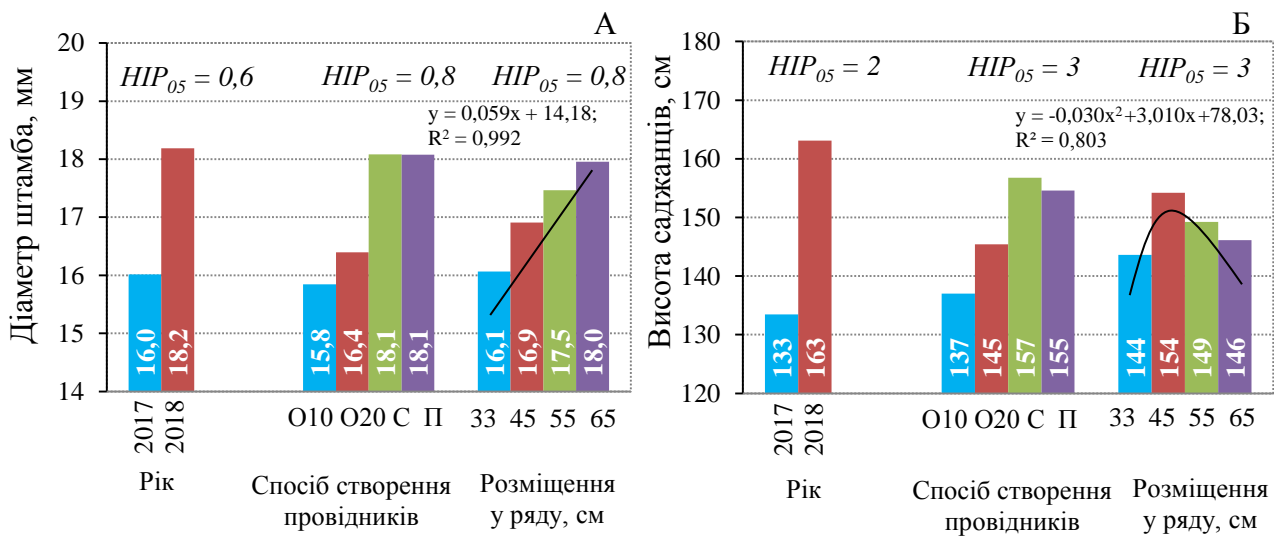 А
Діаметр штамба, мм
20
19
18
17
16
15
14
НІР05 = 0,6
НІР05 = 0,8
НІР05 = 0,8
y = 0,059x + 14,18;
R² = 0,992
16,0
18,2
15,8
16,4
18,1
18,1
16,1
16,9
17,5
18,0
2017
2018
О10 О20 С П
33 45 55 65
Рік
Спосіб створення
провідників
Розміщення
у ряду, см
Б
Висота саджанців, см
180
170
160
150
140
130
120
НІР05 = 2
НІР05 = 3
НІР05 = 3
y = -0,030x²+3,010x+78,03;
R² = 0,803
133
163
137
145
157
155
144
154
149
146
2017
2018
О10 О20 С П
33 45 55 65
Рік
Спосіб створення
провідників
Розміщення
у ряду, см